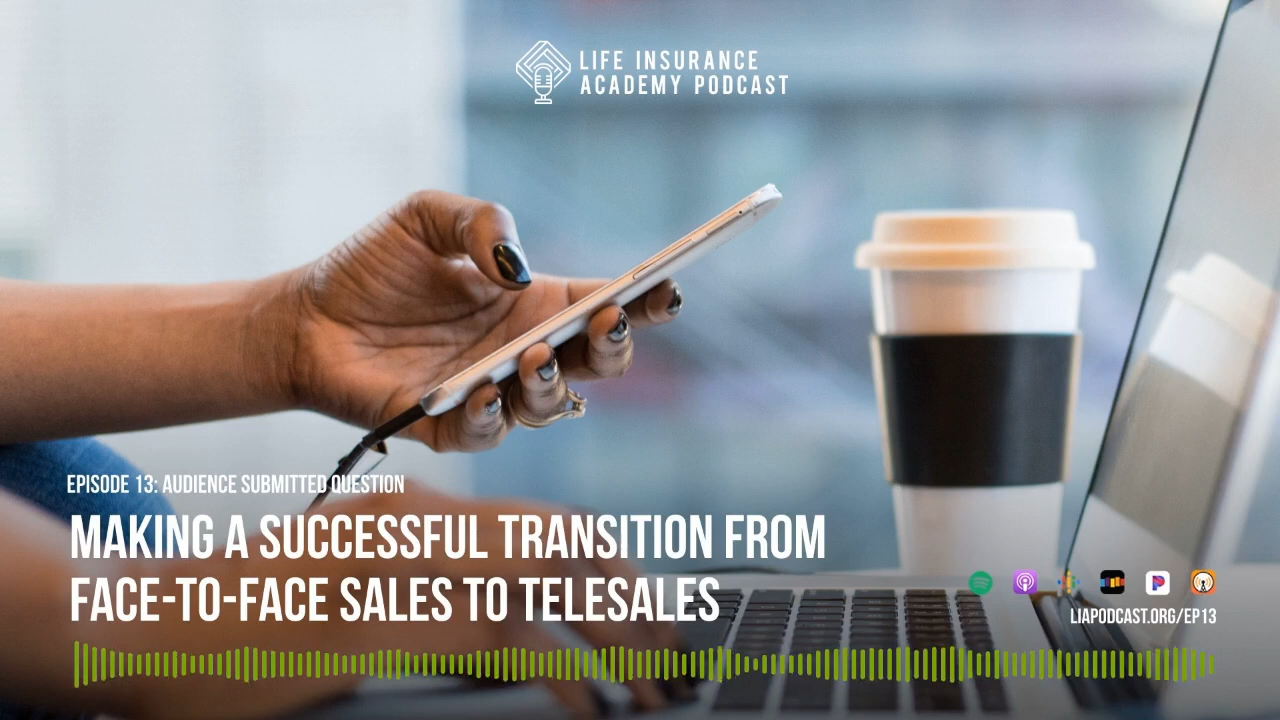 LIFE INSURANCE
ACADEMY PODCAST
EPISODE 13: AUDIENCE SUBMITTED QUESTION
MAKING A SUCCESSFUL TRANSITION FROM
FACE-TO-FACE SALES TO TELESALES
LIAPODCAST.ORG/EP13